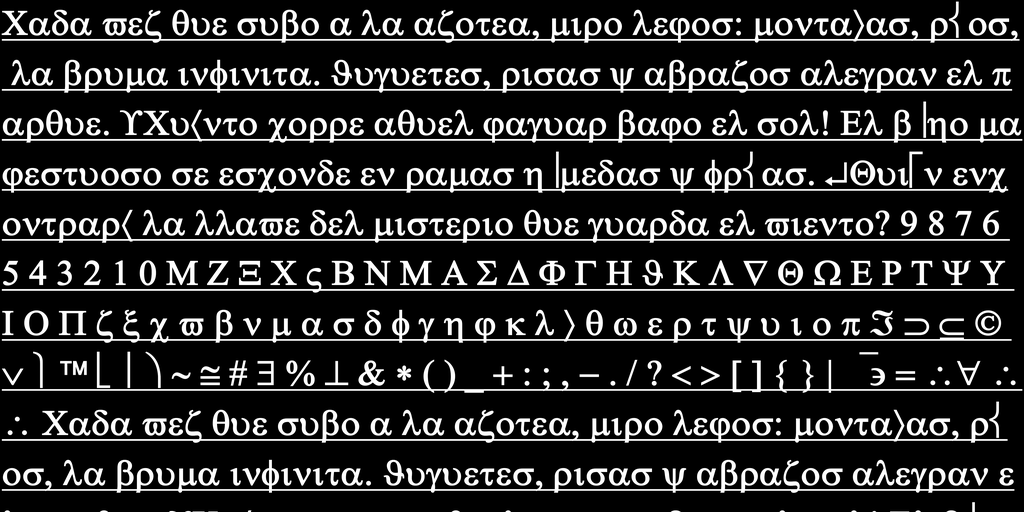 Χαδα ϖεζ θυε συβο α λα αζοτεα, μιρο λεφοσ: μοντα〉ασ, ρ⎨οσ,
λα βρυμα ινφινιτα. ϑυγυετεσ, ρισασ ψ αβραζοσ αλεγραν ελ π
αρθυε. ϒΧυ〈ντο χορρε αθυελ φαγυαρ βαφο ελ σολ! Ελ β⎥ηο μα
φεστυοσο σε εσχονδε εν ραμασ η⎥μεδασ ψ φρ⎨ασ. ↵Θυι⎡ν ενχ
οντραρ〈 λα λλαϖε δελ μιστεριο θυε γυαρδα ελ ϖιεντο? 9 8 7 6
5 4 3 2 1 0 Μ Ζ Ξ Χ ς Β Ν Μ Α Σ Δ Φ Γ Η ϑ Κ Λ ∇ Θ Ω Ε Ρ Τ Ψ Υ
Ι Ο Π ζ ξ χ ϖ β ν μ α σ δ ϕ γ η φ κ λ 〉 θ ω ε ρ τ ψ υ ι ο π ℑ ⊃ ⊆ ©
∨ ⎫ ™ ⎣ ⎢ ⎞ ~ ≅ # ∃ % ⊥ & ∗ ( ) _ + : ; , − . / ? < > [ ] { } | ‾ ∍ = ∴ ∀ ∴
∴ Χαδα ϖεζ θυε συβο α λα αζοτεα, μιρο λεφοσ: μοντα〉ασ, ρ⎨
οσ, λα βρυμα ινφινιτα. ϑυγυετεσ, ρισασ ψ αβραζοσ αλεγραν ε